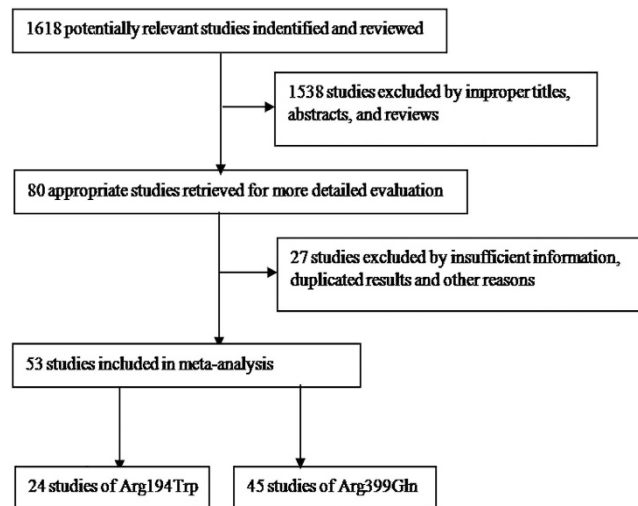 1618 potentially relevant studies indentified and reviewed
1538 studies excluded by improper titles,
abstracts, and reviews
80 appropriate studies retrieved for more detailed evaluation
27 studies excluded by insufficient information,
duplicated results and other reasons
53 studies included in meta-analysis
24 studies of Arg194Trp
45 studies of Arg399Gln